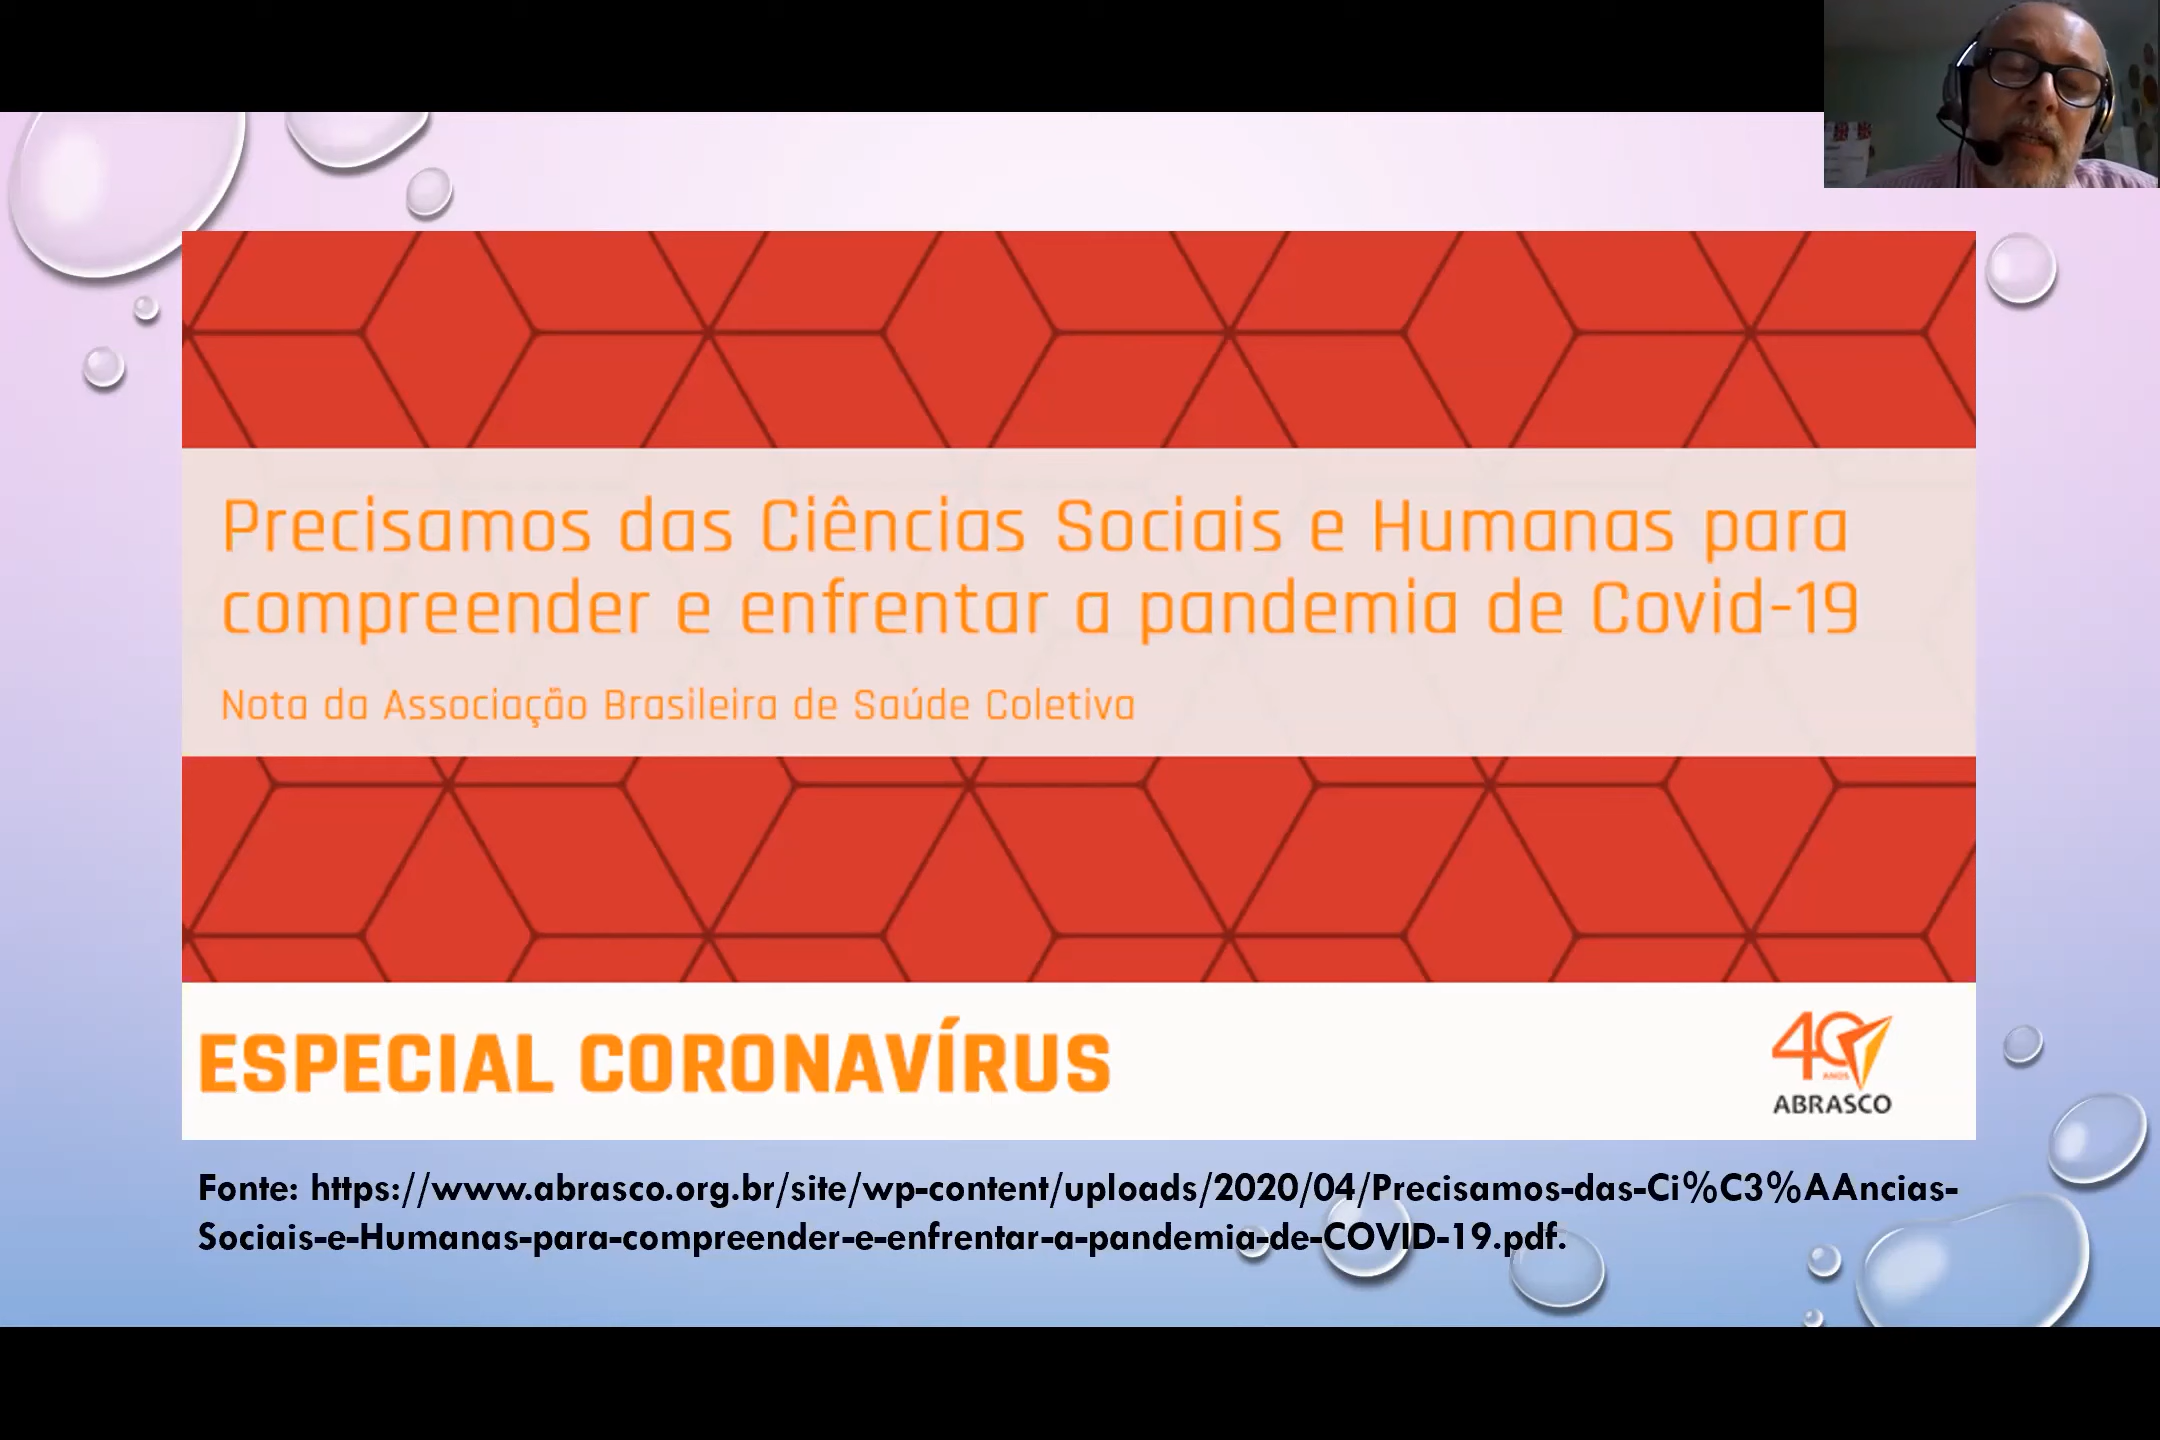 Precisamos das Ciências Sociais e Humanas para
compreender e enfrentar a pandemia de Covid-19
Nota da Associação Brasileira de Saúde Coletiva
ESPECIAL CORONAVÍRUS
40
ANOS
ABRASCO
Fonte: https://www.abrasco.org.br/site/wp-content/uploads/2020/04/Precisamos-das-Ci%C3%AAncias-
Sociais-e-Humanas-para-compreender-e-enfrentar-a-pandemia-de-COVID-19.pdf.